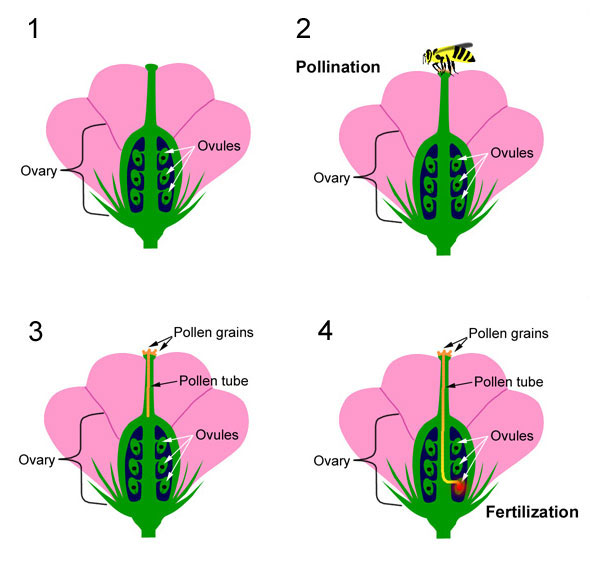 1
Ovules
Ovary
2
Pollination
Ovules
Ovary
3
Pollen grains
Pollen tube
Ovules
Ovary
4
Pollen grains
Pollen tube
Ovules
Ovary
Fertilization